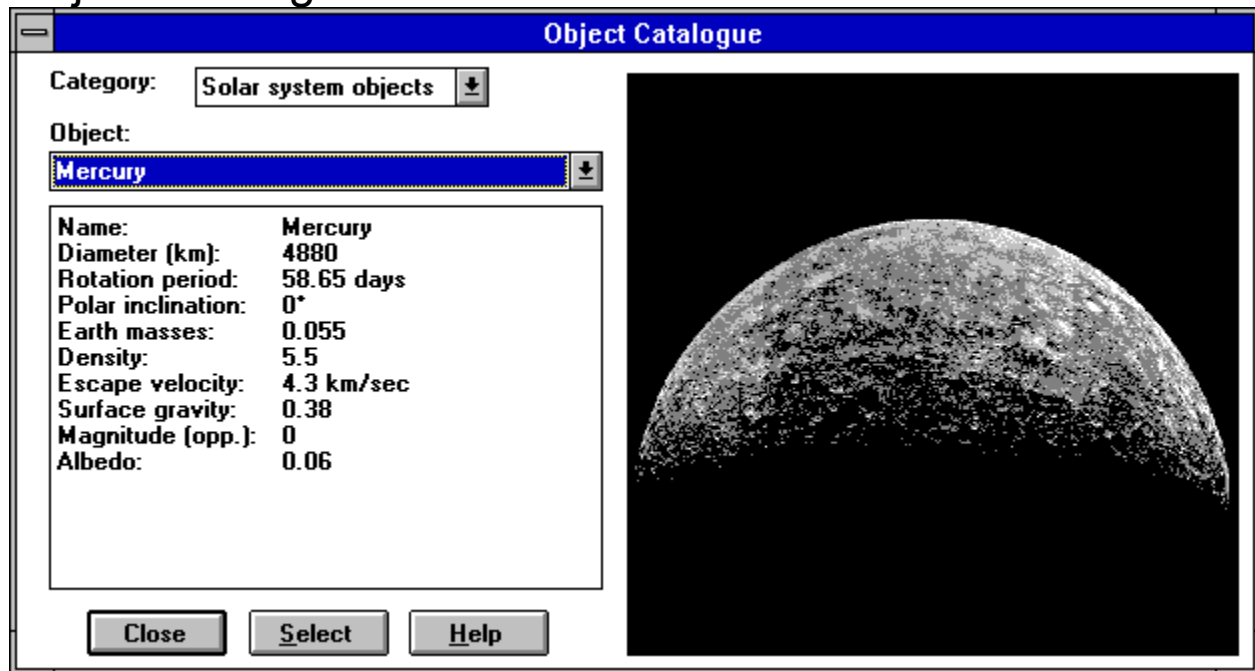 Object Catalogue
Category: Solar system objects
Object:
Mercury
Name: Mercury
Diameter (km): 4880
Rotation period: 58.65 days
Polar inclination: 0*
Earth masses: 0.055
Density: 5.5
Escape velocity: 4.3 km/sec
Surface gravity: 0.38
Magnitude (opp.): 0
Albedo: 0.06
Close Select Help